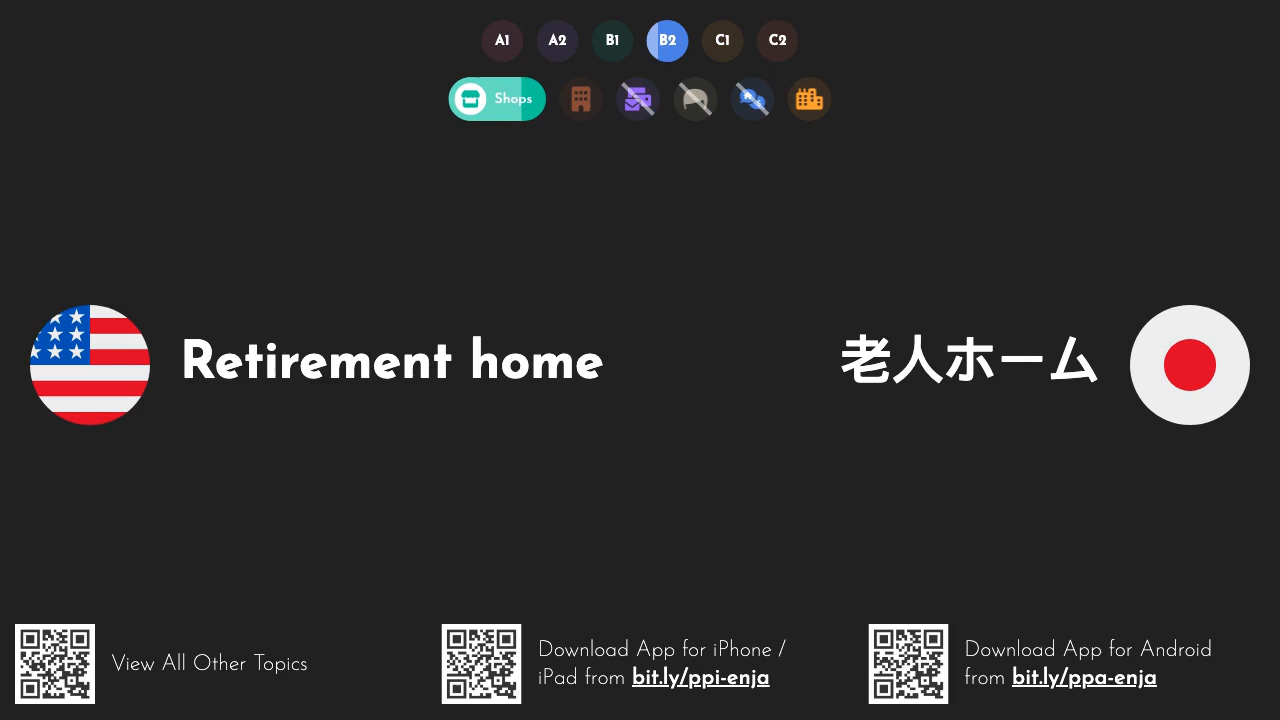 A1 A2 B1 B2 C1 C2
Shops
Retirement home
老人ホーム
View All Other Topics
Download App for iPhone /
iPad from bit.ly/ppi-enja
Download App for Android
from bit.ly/ppa-enja